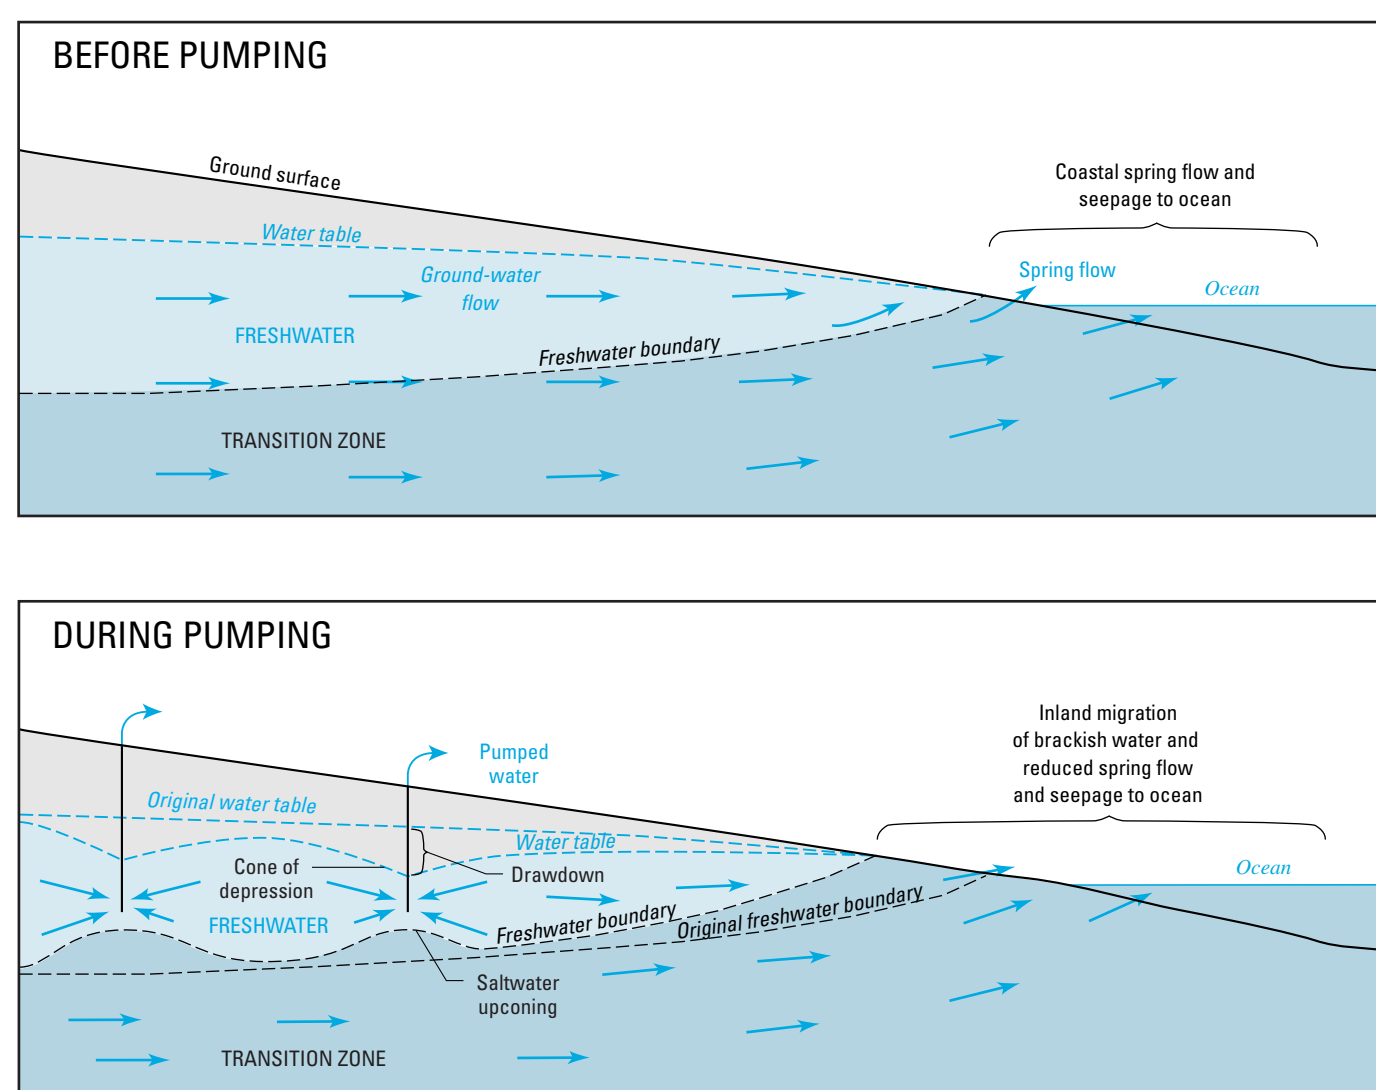 BEFORE PUMPING
Ground surface
Coastal spring flow and
seepage to ocean
Water table
Ground-water
flow
Spring flow
Ocean
FRESHWATER
Freshwater boundary
TRANSITION ZONE
DURING PUMPING
Inland migration
of brackish water and
reduced spring flow
and seepage to ocean
Pumped
water
Original water table
Water table
Cone of
depression
Drawdown
Ocean
FRESHWATER
Freshwater boundary
Original freshwater boundary
Saltwater
upconing
TRANSITION ZONE